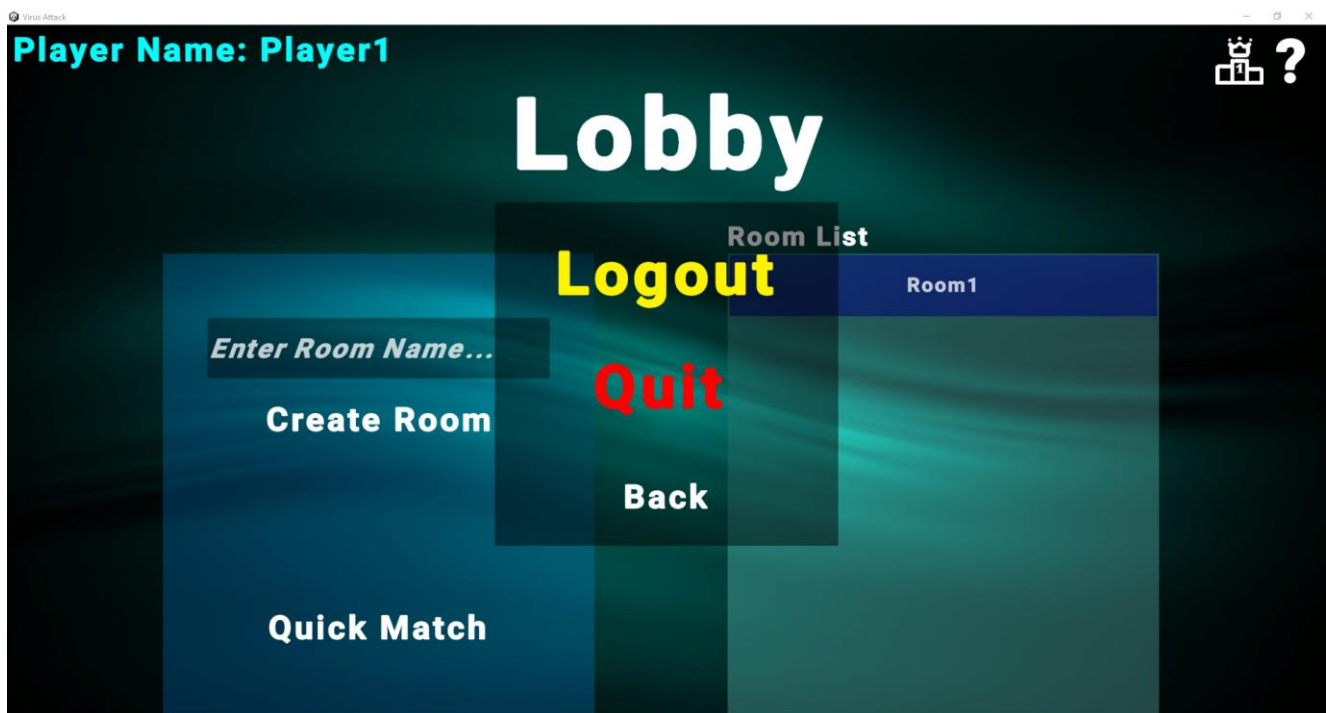 Virus Attack
Player Name: Player1
1
?
Lobby
Room List
Logout
Room1
Enter Room Name...
Quit
Create Room
Back
Quick Match